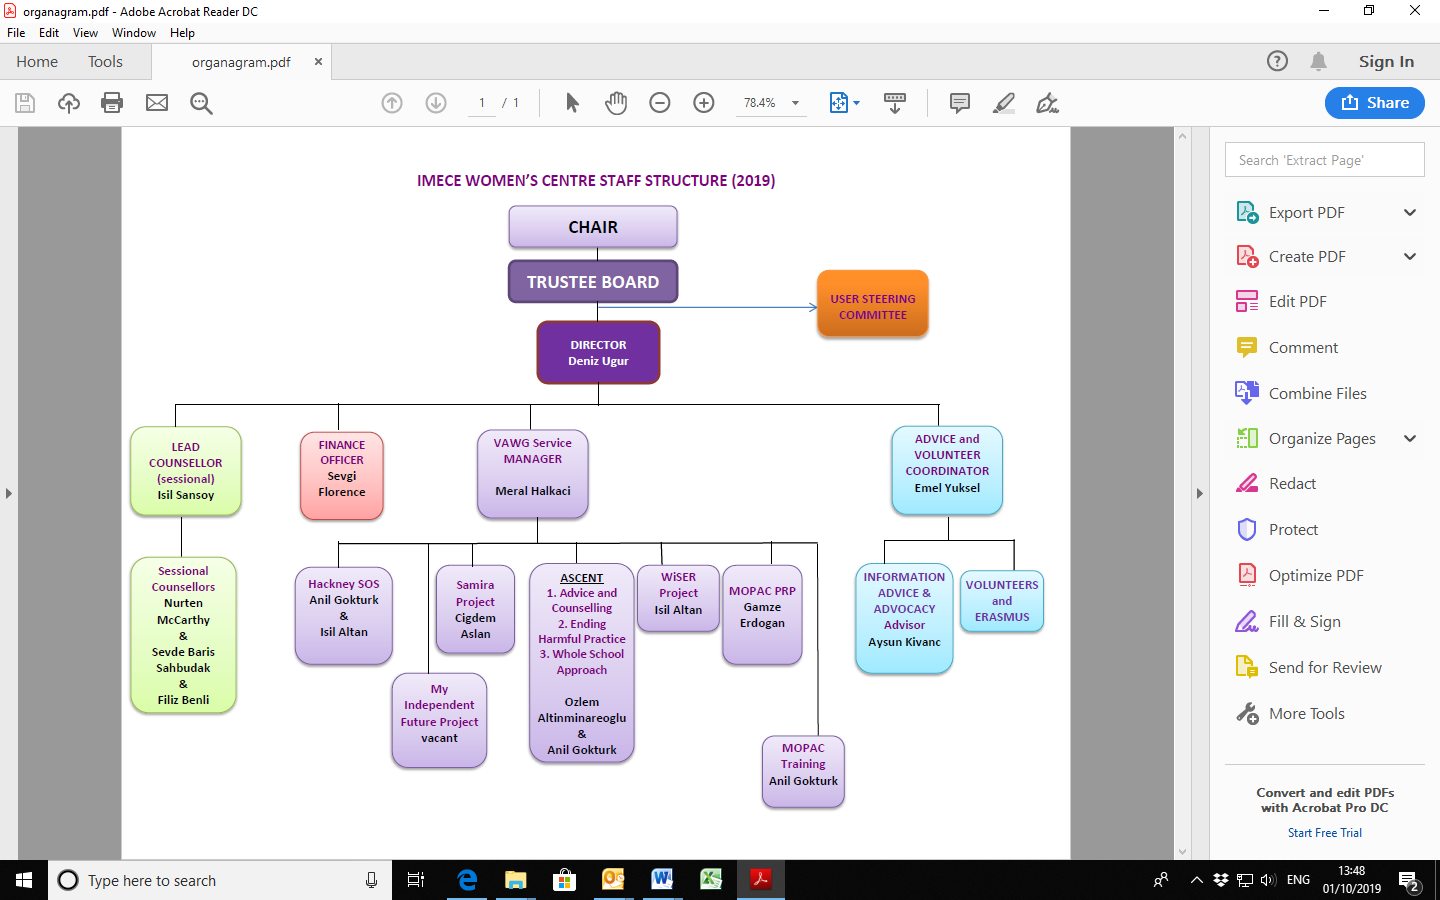 organagram.pdf - Adobe Acrobat Reader DC
File Edit View Window Help
Home Tools organagram.pdf × Sign In
1 / 1 78.4% Share
IMECE WOMEN'S CENTRE STAFF STRUCTURE (2019)
CHAIR
TRUSTEE BOARD
USER STEERING
COMMITTEE
DIRECTOR
Deniz Ugur
LEAD
COUNSELLOR
(sessional)
Isil Sansoy
FINANCE
OFFICER
Sevgi
Florence
VAWG Service
MANAGER
Meral Halkaci
ADVICE and
VOLUNTEER
COORDINATOR
Emel Yuksel
Sessional
Counsellors
Nurten
McCarthy
&
Sevde Baris
Sahbudak
&
Filiz Benli
Hackney SOS
Anil Gokturk
&
Isil Altan
My
Independent
Future Project
vacant
Samira
Project
Cigdem
Aslan
ASCENT
1. Advice and
Counselling
2. Ending
Harmful Practice
3. Whole School
Approach
Ozlem
Altinminareoglu
&
Anil Gokturk
WiSER
Project
Isil Altan
MOPAC PRP
Gamze
Erdogan
MOPAC
Training
Anil Gokturk
INFORMATION
ADVICE &
ADVOCACY
Advisor
Aysun Kivanc
VOLUNTEERS
and
ERASMUS
Search 'Extract Page'
Export PDF
Create PDF
Edit PDF
Comment
Combine Files
Organize Pages
Redact
Protect
Optimize PDF
Fill & Sign
Send for Review
More Tools
Convert and edit PDFs
with Acrobat Pro DC
Start Free Trial
Type here to search
ENG
13:48
01/10/2019
2